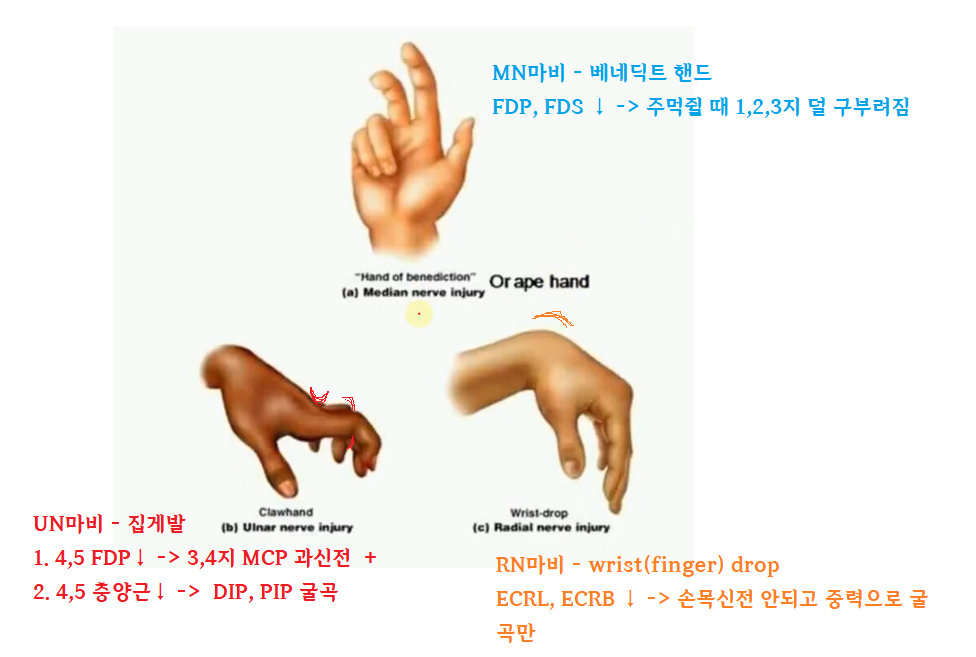 MN마비 - 베네딕트 핸드
FDP, FDS ↓ -> 주먹쥘 때 1,2,3지 덜 구부려짐
"Hand of benediction" Or ape hand
(a) Median nerve injury
Clawhand
(b) Ulnar nerve injury
Wrist-drop
(c) Radial nerve injury
UN마비 - 집게발
1. 4,5 FDP↓ -> 3,4지 MCP 과신전 +
2. 4,5 충양근↓ -> DIP, PIP 굴곡
RN마비 - wrist(finger) drop
ECRL, ECRB ↓ -> 손목신전 안되고 중력으로 굴
곡만